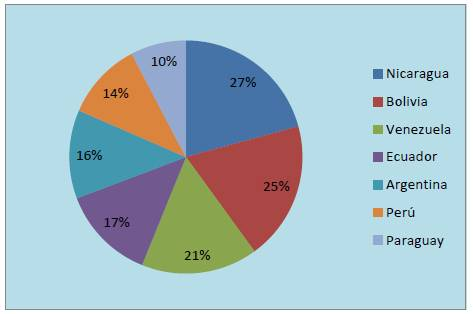 10%
27%
14%
16%
25%
17%
21%
Nicaragua
Bolivia
Venezuela
Ecuador
Argentina
Perú
Paraguay